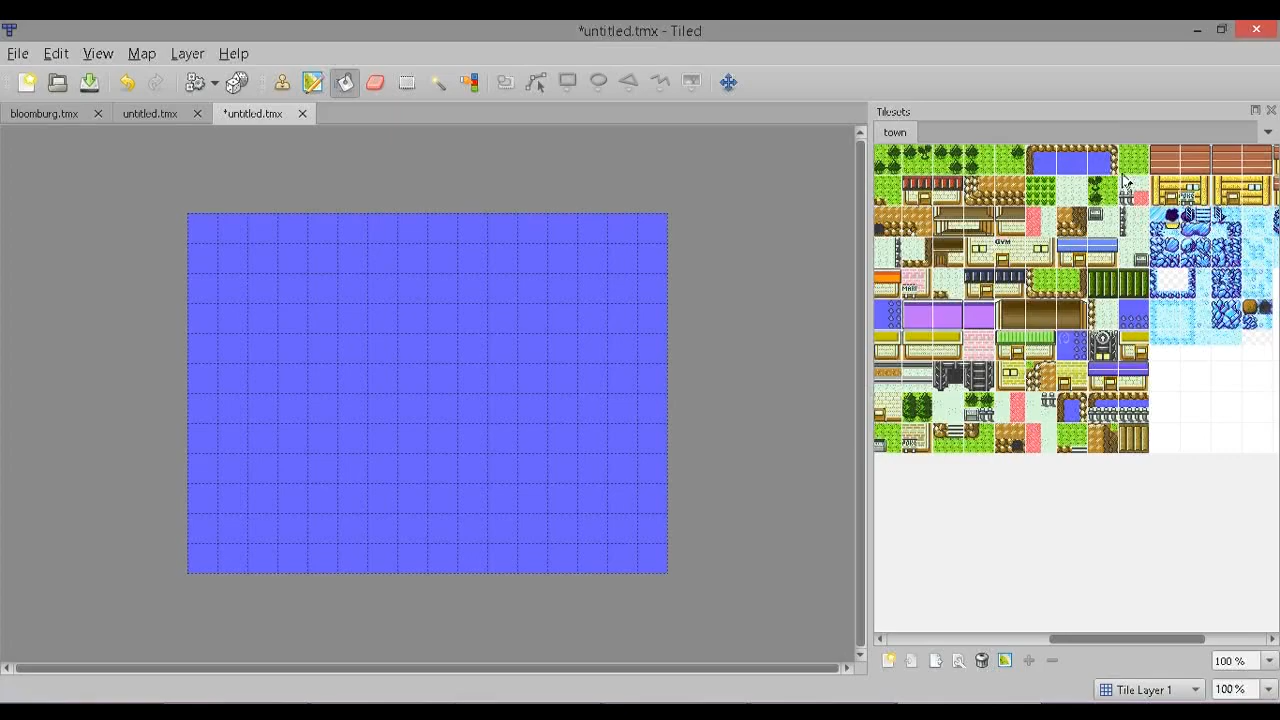 *untitled.tmx - Tiled
File Edit View Map Layer Help
bloomburg.tmx untitled.tmx *untitled.tmx
Tilesets
town
GYM
100 %
Tile Layer 1 100 %